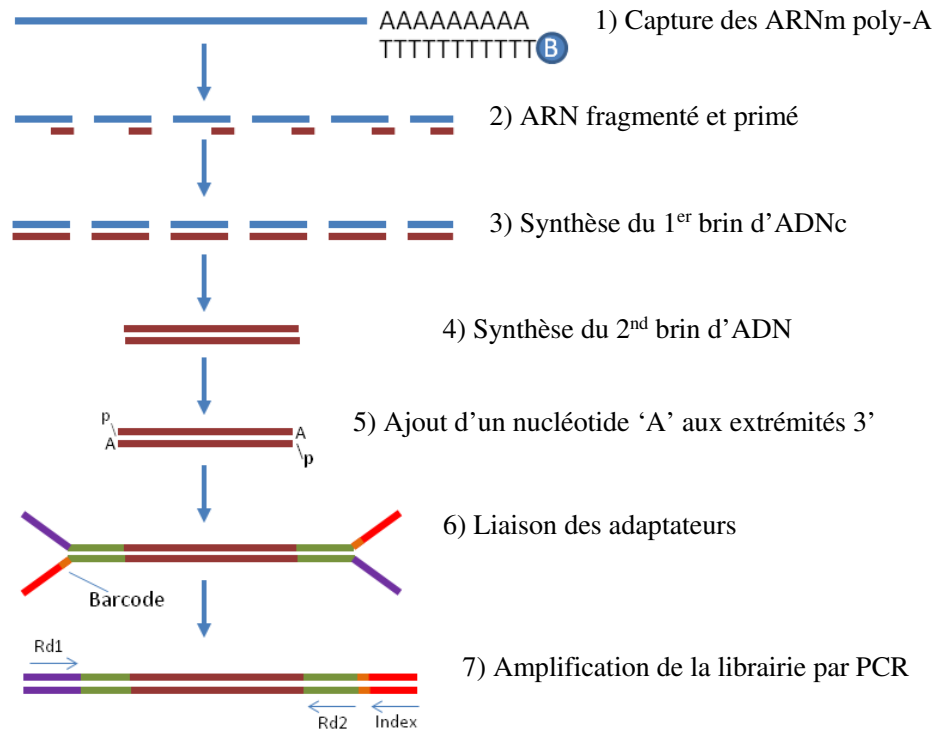 AAAAAAAAA
TTTTTTTTTTT B
1) Capture des ARNm poly-A
2) ARN fragmenté et primé
3) Synthèse du 1er brin d’ADNc
4) Synthèse du 2nd brin d’ADN
5) Ajout d’un nucléotide ‘A’ aux extrémités 3’
p
A
A
p
6) Liaison des adaptateurs
Barcode
7) Amplification de la librairie par PCR
Rd1
Rd2
Index